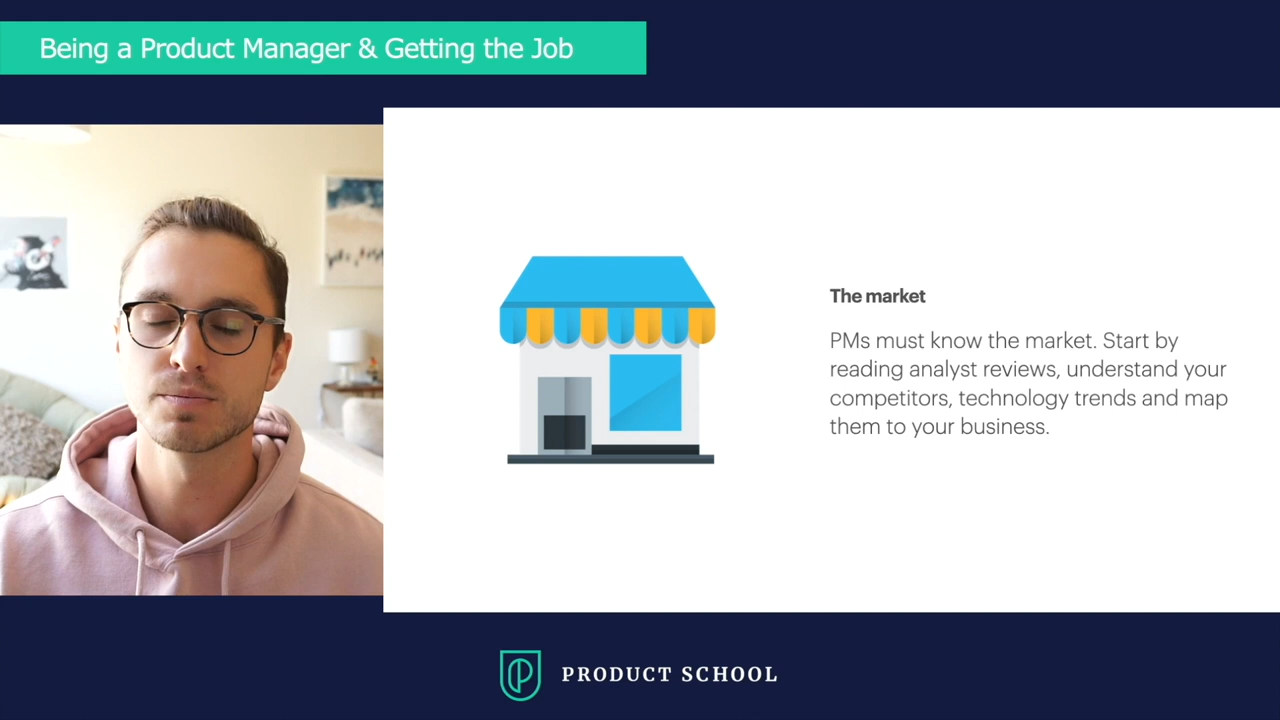 Being a Product Manager & Getting the Job
The market
PMs must know the market. Start by
reading analyst reviews, understand your
competitors, technology trends and map
them to your business.
PRODUCT SCHOOL